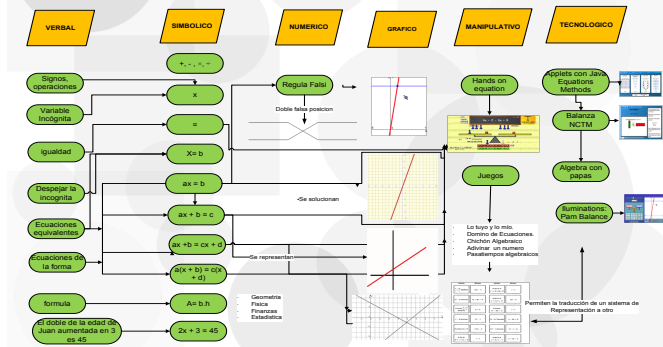 VERBAL
SIMBOLICO
NUMERICO
GRAFICO
MANIPULATIVO
TECNOLOGICO
Signos,
operaciones
Variable
Incógnita
igualdad
Despejar la
incognita
Ecuaciones
equivalentes
Ecuaciones de
la forma
formula
El doble de la edad de
Juan aumentada en 3
es 45
+, - , =, ÷
x
=
X= b
ax = b
ax + b = c
ax +b = cx + d
a(x + b) = c(x
+ d)
A= b.h
2x + 3 = 45
Regula Falsi
Doble falsa posicion
Se solucionan
Se representan
Geometria
Fisica
Finanzas
Estadistica
Hands on
equation
Juegos
Lo tuyo y lo mio.
Domino de Ecuaciones.
Chichón Algebraico
Adivinar un numero
Pasatiempos algebraicos
Applets con Java
Equations
Methods
Balanza
NCTM
Algebra con
papas
Iluminations:
Pam Balance
Permiten la traducción de un sistema de
Representación a otro